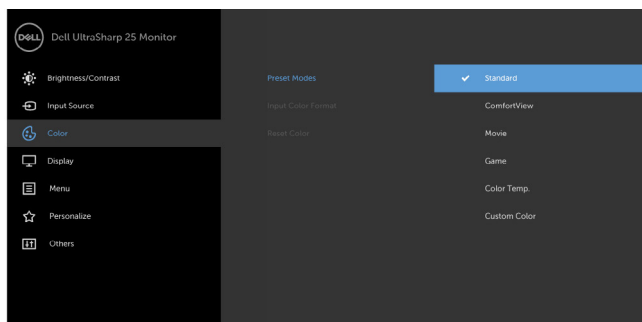 DELL Dell UltraSharp 25 Monitor
Brightness/Contrast
Preset Modes
Standard
Input Source
Input Color Format
ComfortView
Color
Reset Color
Movie
Display
Game
Menu
Color Temp.
Personalize
Custom Color
Others